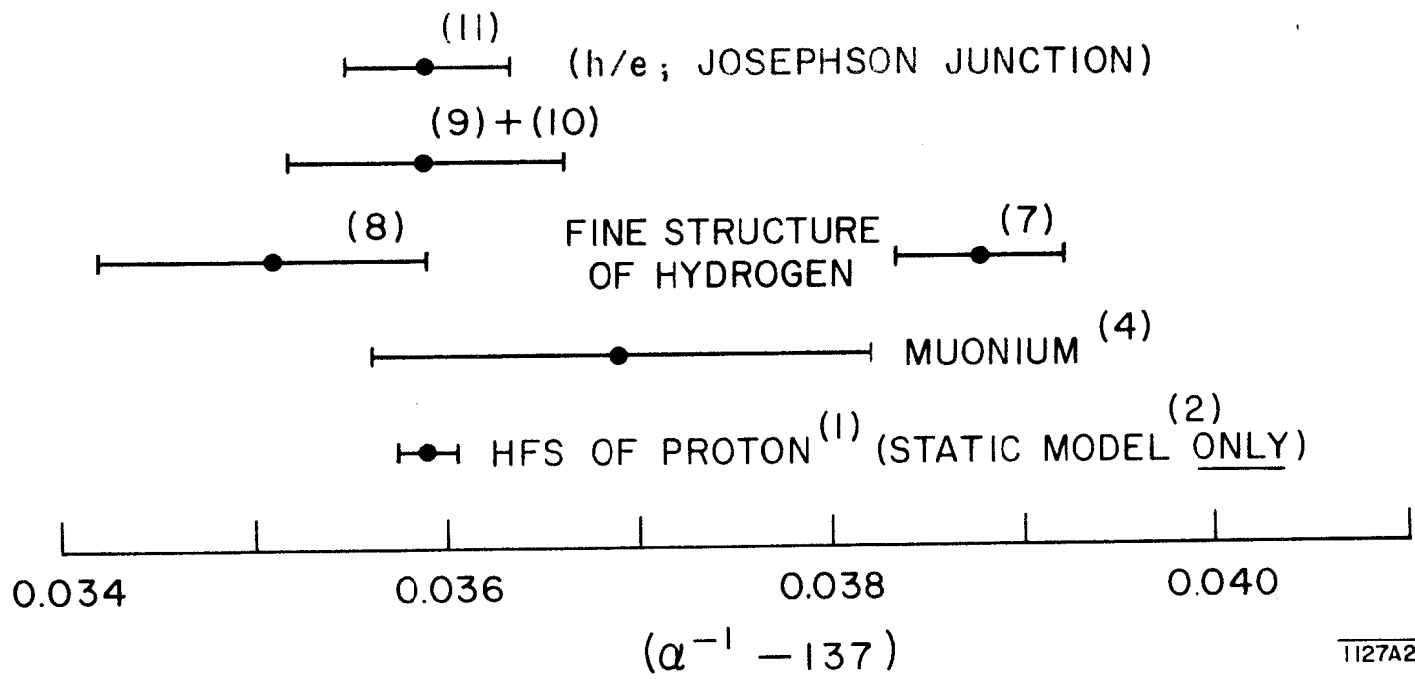 (11)
(h/e; JOSEPHSON JUNCTION)
(9)+(10)
(8)
FINE STRUCTURE
OF HYDROGEN
(7)
MUONIUM (4)
HFS OF PROTON (1) (STATIC MODEL (2) ONLY)
0.034 0.036 0.038 0.040
(α⁻¹ – 137)
1127A2